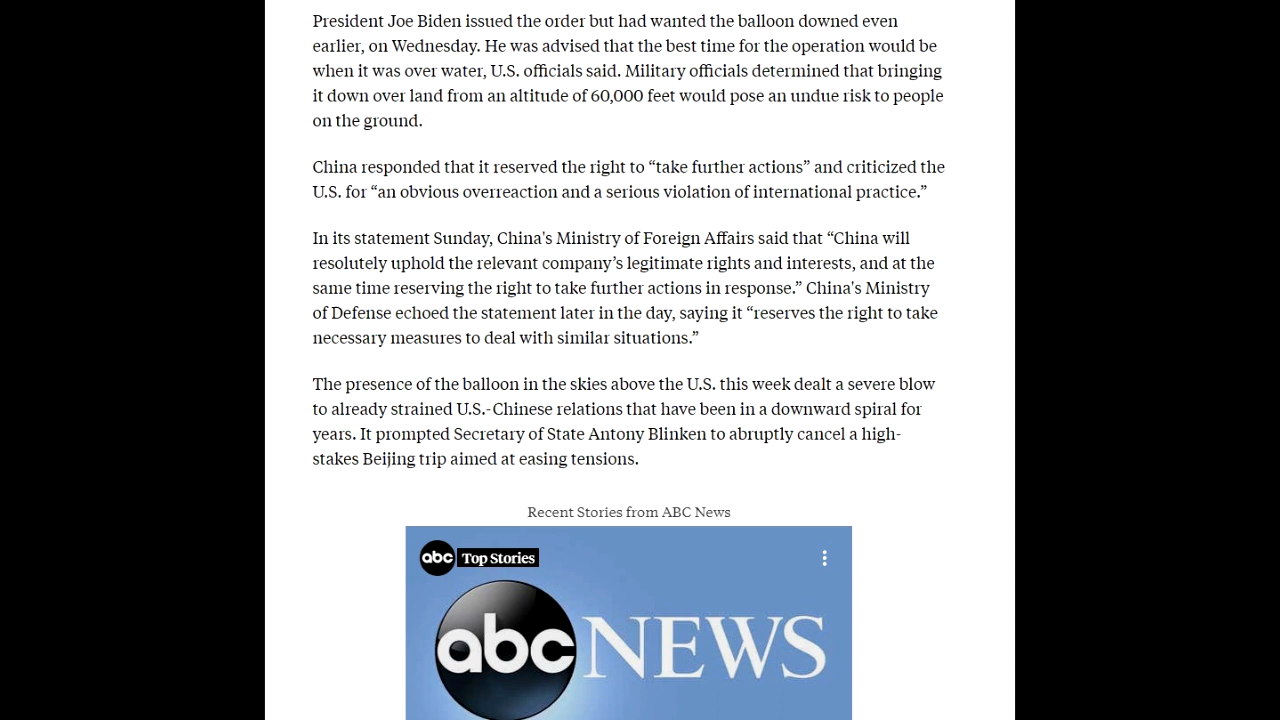 President Joe Biden issued the order but had wanted the balloon downed even
earlier, on Wednesday. He was advised that the best time for the operation would be
when it was over water, U.S. officials said. Military officials determined that bringing
it down over land from an altitude of 60,000 feet would pose an undue risk to people
on the ground.
China responded that it reserved the right to “take further actions” and criticized the
U.S. for “an obvious overreaction and a serious violation of international practice.”
In its statement Sunday, China's Ministry of Foreign Affairs said that “China will
resolutely uphold the relevant company’s legitimate rights and interests, and at the
same time reserving the right to take further actions in response.” China's Ministry
of Defense echoed the statement later in the day, saying it “reserves the right to take
necessary measures to deal with similar situations.”
The presence of the balloon in the skies above the U.S. this week dealt a severe blow
to already strained U.S.-Chinese relations that have been in a downward spiral for
years. It prompted Secretary of State Antony Blinken to abruptly cancel a high-
stakes Beijing trip aimed at easing tensions.
Recent Stories from ABC News
abc Top Stories
abc NEWS